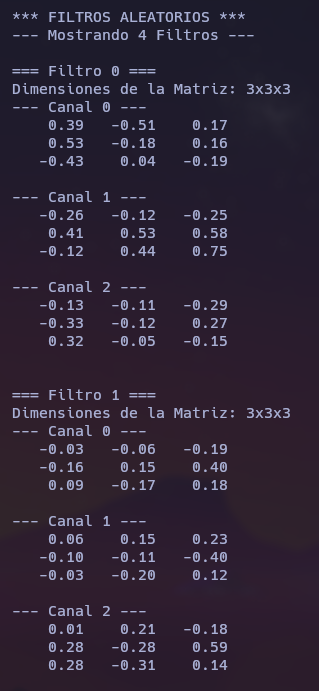 *** FILTROS ALEATORIOS ***
--- Mostrando 4 Filtros ---

=== Filtro 0 ===
Dimensiones de la Matriz: 3x3x3
--- Canal 0 ---
    0.39   -0.51    0.17
    0.53   -0.18    0.16
   -0.43    0.04   -0.19

--- Canal 1 ---
   -0.26   -0.12   -0.25
    0.41    0.53    0.58
   -0.12    0.44    0.75

--- Canal 2 ---
   -0.13   -0.11   -0.29
   -0.33   -0.12    0.27
    0.32   -0.05   -0.15


=== Filtro 1 ===
Dimensiones de la Matriz: 3x3x3
--- Canal 0 ---
   -0.03   -0.06   -0.19
   -0.16    0.15    0.40
    0.09   -0.17    0.18

--- Canal 1 ---
    0.06    0.15    0.23
   -0.10   -0.11   -0.40
   -0.03   -0.20    0.12

--- Canal 2 ---
    0.01    0.21   -0.18
    0.28   -0.28    0.59
    0.28   -0.31    0.14